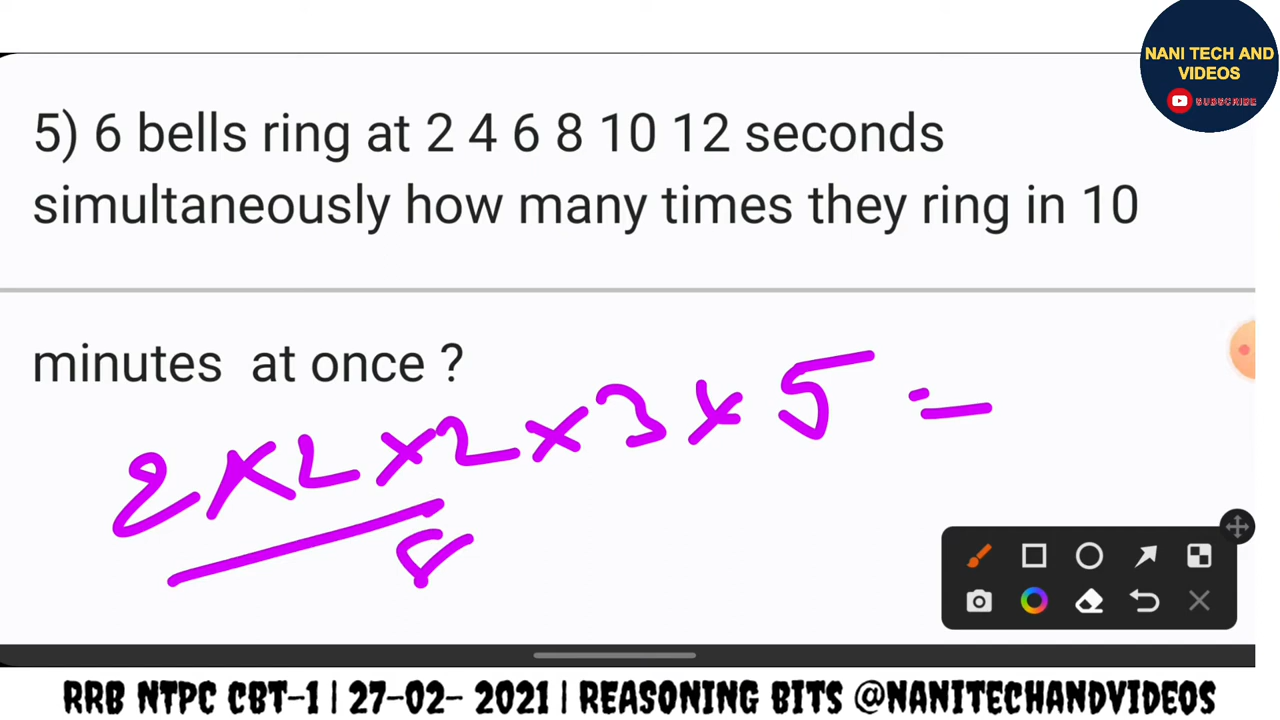 NANI TECH AND
VIDEOS
SUBSCRIBE
5) 6 bells ring at 2 4 6 8 10 12 seconds
simultaneously how many times they ring in 10
minutes at once ?
2×2×2×3×5=
8
RRB NTPC CBT-1 | 27-02- 2021 | REASONING BITS @NANITECHANDVIDEOS